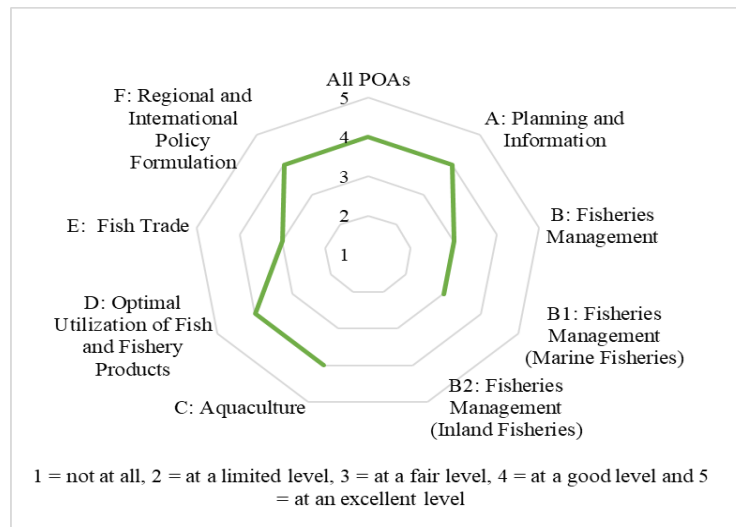 All POAs
5
4
3
2
1
A: Planning and
Information
B: Fisheries
Management
B1: Fisheries
Management
(Marine Fisheries)
B2: Fisheries
Management
(Inland Fisheries)
C: Aquaculture
D: Optimal
Utilization of Fish
and Fishery
Products
E: Fish Trade
F: Regional and
International
Policy
Formulation
1 = not at all, 2 = at a limited level, 3 = at a fair level, 4 = at a good level and 5
= at an excellent level